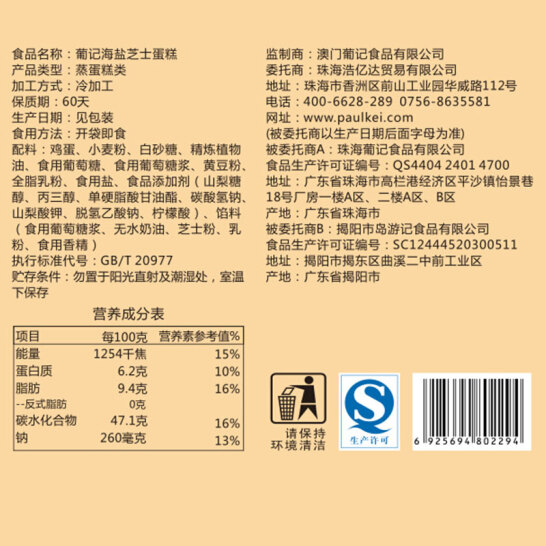 食品名称：葡记海盐芝士蛋糕
产品类型：蒸蛋糕类
加工方式：冷加工
保质期：60天
生产日期：见包装
食用方法：开袋即食
配料：鸡蛋、小麦粉、白砂糖、精炼植物
油、食用葡萄糖、食用葡萄糖浆、黄豆粉、
全脂乳粉、食用盐、食品添加剂（山梨糖
醇、丙三醇、单硬脂酸甘油酯、碳酸氢钠、
山梨酸钾、脱氢乙酸钠、柠檬酸）、馅料
（食用葡萄糖浆、无水奶油、芝士粉、乳
粉、食用香精）
执行标准代号：GB/T 20977
贮存条件：勿置于阳光直射及潮湿处，室温
下保存
营养成分表
项目 每100克 营养素参考值%
能量 1254千焦 15%
蛋白质 6.2克 10%
脂肪 9.4克 16%
--反式脂肪 0克
碳水化合物 47.1克 16%
钠 260毫克 13%
监制商：澳门葡记食品有限公司
委托商：珠海浩亿达贸易有限公司
地址：珠海市香洲区前山工业园华威路112号
电话：400-6628-289 0756-8635581
网址：www.paulkei.com
(被委托商以生产日期后面字母为准)
被委托商A：珠海葡记食品有限公司
食品生产许可证编号：QS4404 2401 4700
地址：广东省珠海市高栏港经济区平沙镇怡景巷
18号厂房一楼A区、二楼A区、B区
产地：广东省珠海市
被委托商B：揭阳市岛游记食品有限公司
食品生产许可证编号：SC12444520300511
地址：揭阳市揭东区曲溪二中前工业区
产地：广东省揭阳市
请保持
环境清洁
生产许可
6 925694 802294